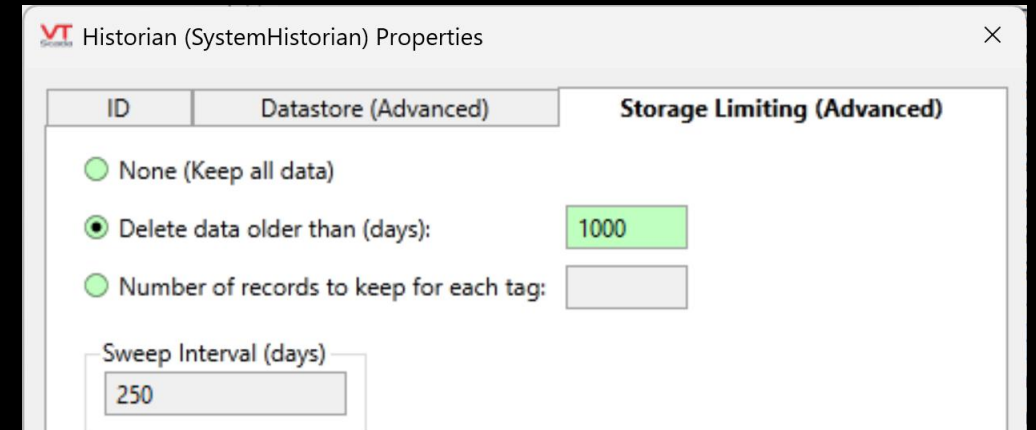 VT
Scada
Historian (SystemHistorian) Properties
ID
Datastore (Advanced)
Storage Limiting (Advanced)
None (Keep all data)
Delete data older than (days):
1000
Number of records to keep for each tag:
Sweep Interval (days)
250